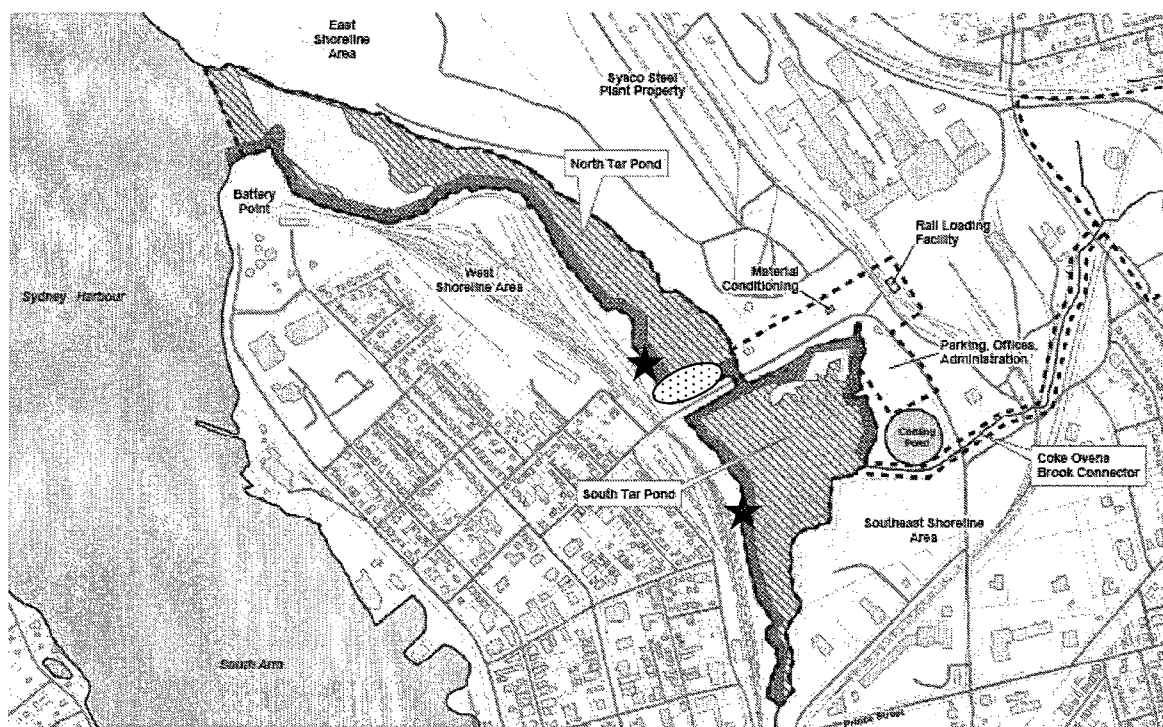 East
Shoreline
Area
Sysco Steel
Plant Property
North Tar Pond
Battery
Point
Rail Loading
Facility
Material
Conditioning
West
Shoreline Area
Sydney Harbour
Parking, Offices,
Administration
Cooling
Pond
Coke Ovens
Brook Connector
South Tar Pond
Southeast Shoreline
Area
South Arm
Prince Street